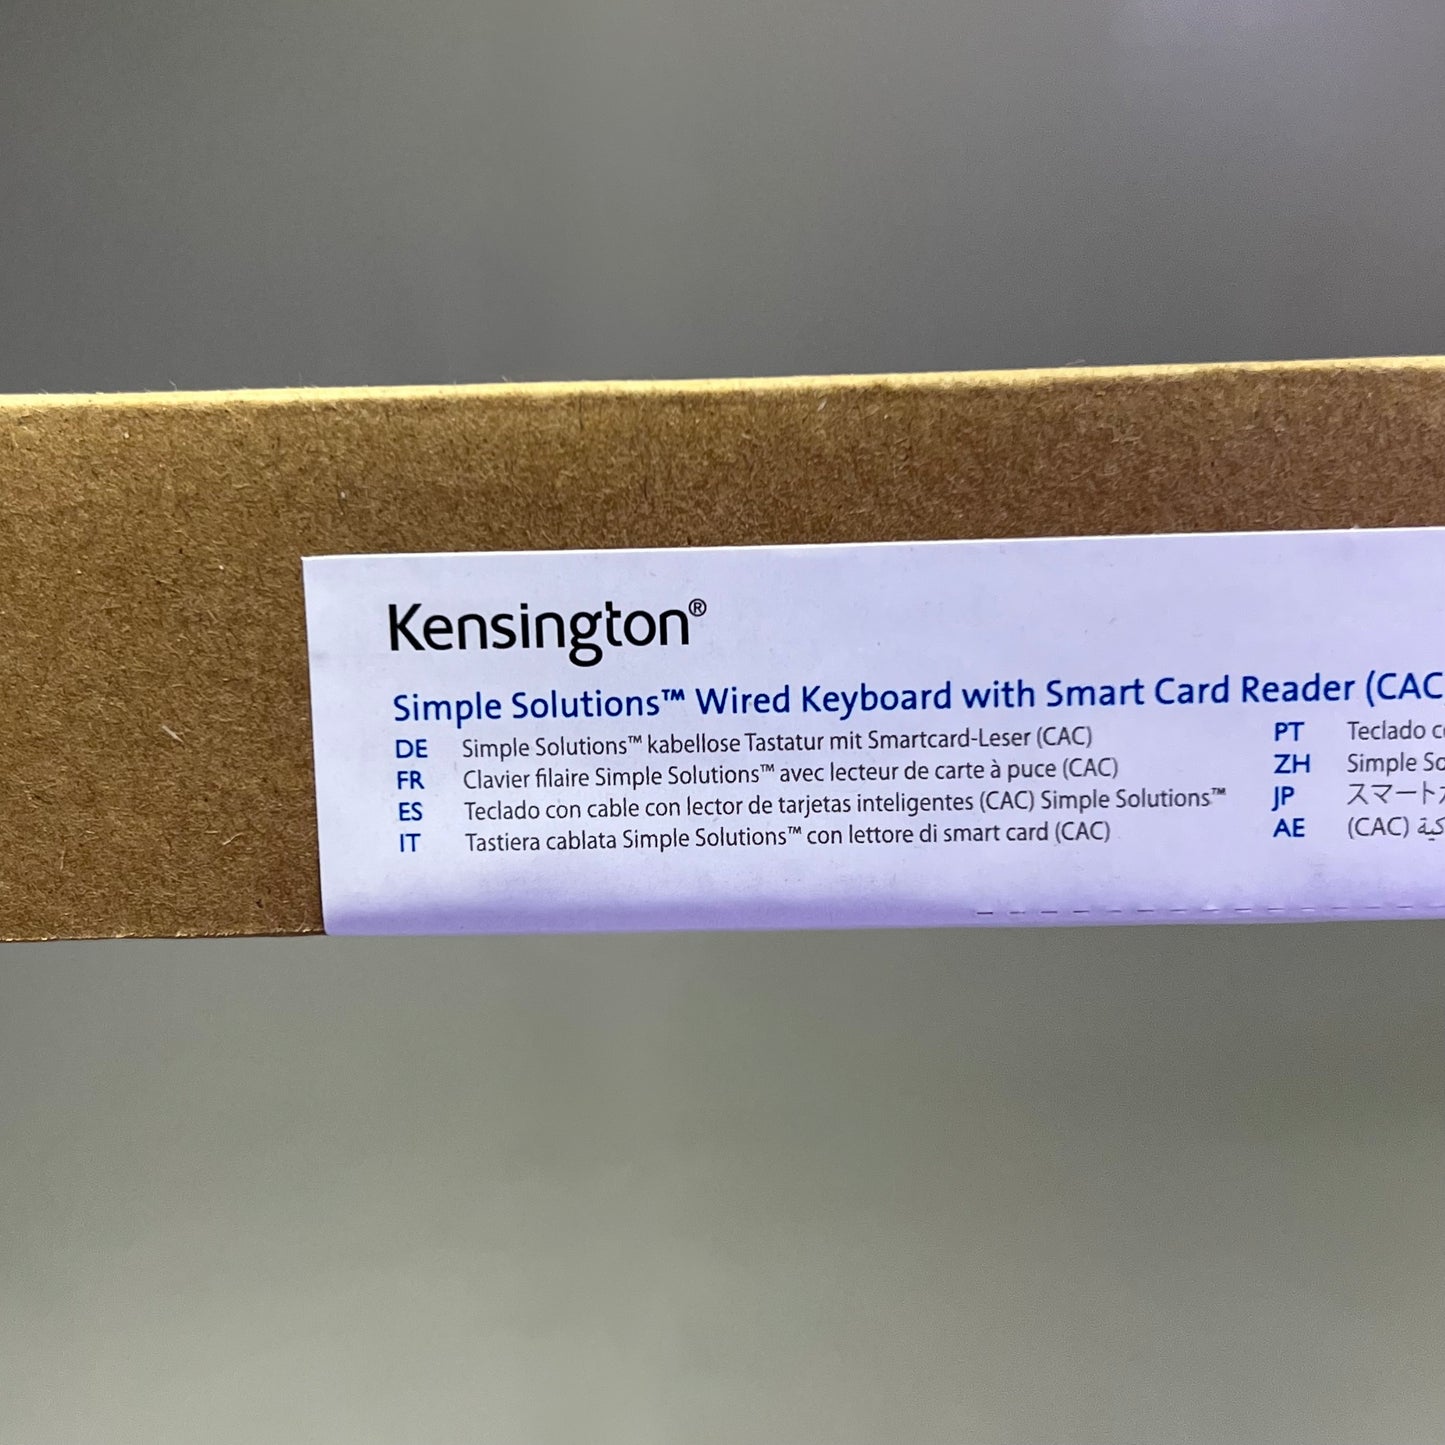 Kensington®
Simple Solutions™ Wired Keyboard with Smart Card Reader (CAC
DE Simple Solutions™ kabellose Tastatur mit Smartcard-Leser (CAC)
FR Clavier filaire Simple Solutions™ avec lecteur de carte à puce (CAC)
ES Teclado con cable con lector de tarjetas inteligentes (CAC) Simple Solutions™
IT Tastiera cablata Simple Solutions™ con lettore di smart card (CAC)
PT Teclado
ZH Simple
JP スマート
AE (CAC)